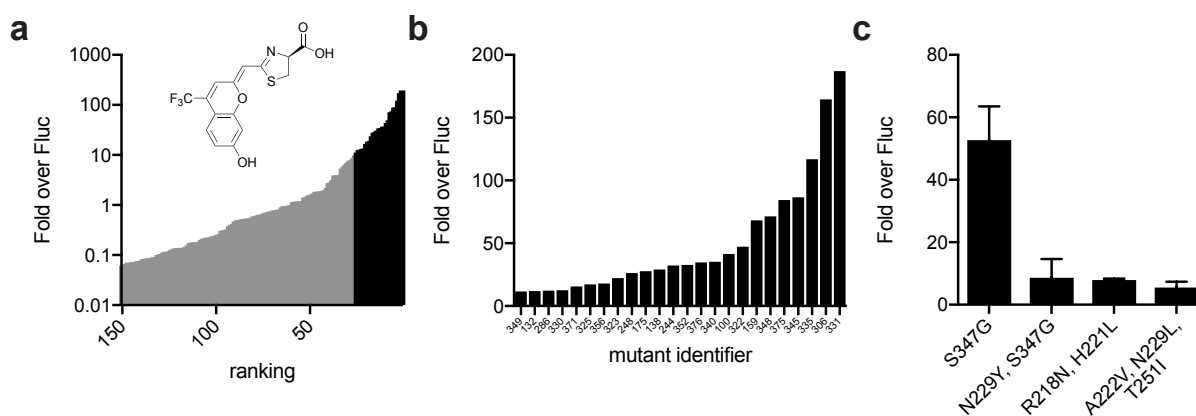 a
Fold over Fluc
1000
100
10
1
0.1
0.01
150
100
50
ranking
F₃C
O
N
S
O
OH
OH
b
Fold over Fluc
200
150
100
50
0
349
132
288
330
371
325
356
323
248
175
138
244
352
376
340
100
322
159
348
375
345
335
306
331
mutant identifier
c
Fold over Fluc
80
60
40
20
0
S347G
N229Y, S347G
R218N, H221L
A222V, N229L,
T251I